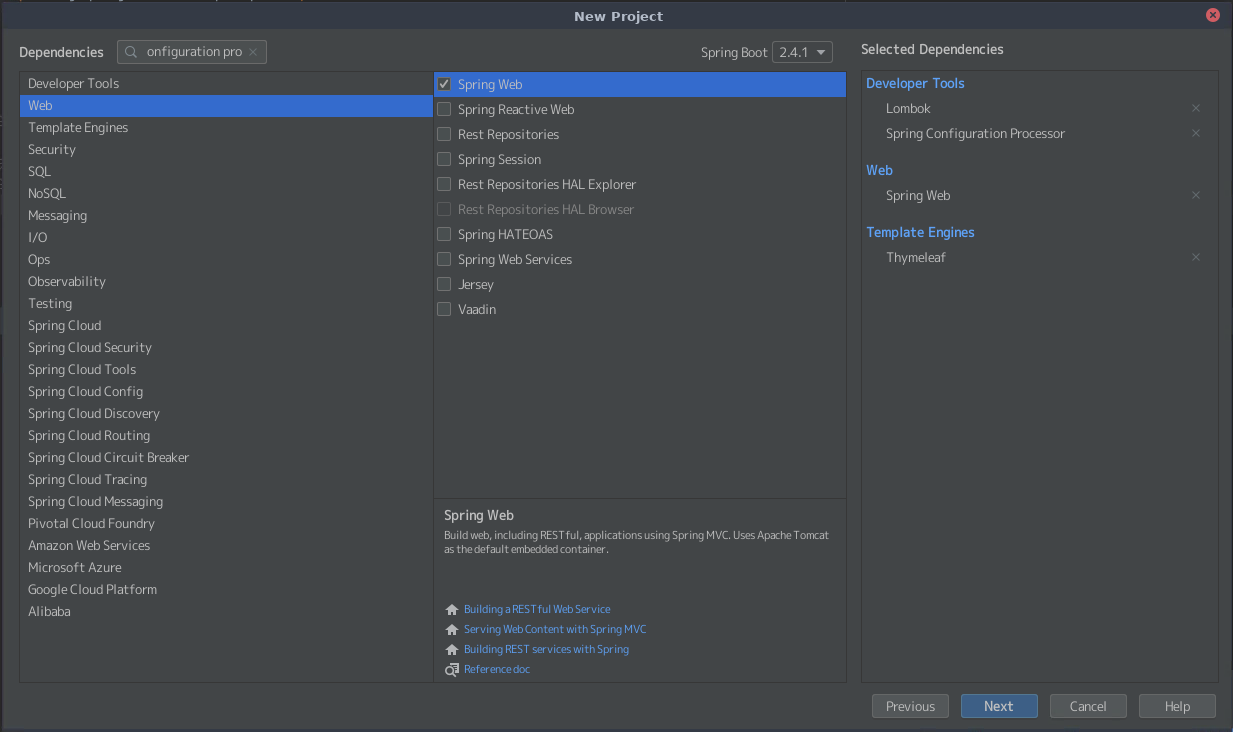 New Project
Dependencies
onfiguration pro
Spring Boot 2.4.1
Developer Tools
Web
Template Engines
Security
SQL
NoSQL
Messaging
I/O
Ops
Observability
Testing
Spring Cloud
Spring Cloud Security
Spring Cloud Tools
Spring Cloud Config
Spring Cloud Discovery
Spring Cloud Routing
Spring Cloud Circuit Breaker
Spring Cloud Tracing
Spring Cloud Messaging
Pivotal Cloud Foundry
Amazon Web Services
Microsoft Azure
Google Cloud Platform
Alibaba
Spring Web
Spring Reactive Web
Rest Repositories
Spring Session
Rest Repositories HAL Explorer
Rest Repositories HAL Browser
Spring HATEOAS
Spring Web Services
Jersey
Vaadin
Spring Web
Build web, including RESTful, applications using Spring MVC. Uses Apache Tomcat
as the default embedded container.
Building a RESTful Web Service
Serving Web Content with Spring MVC
Building REST services with Spring
Reference doc
Selected Dependencies
Developer Tools
Lombok
Spring Configuration Processor
Web
Spring Web
Template Engines
Thymeleaf
Previous
Next
Cancel
Help